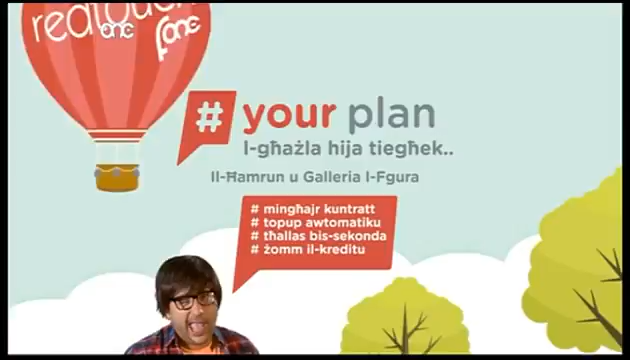 redtouch
fone
one
# your plan
l-għażla hija tiegħek..
Il-Ħamrun u Galleria l-Fgura
# mingħajr kuntratt
# topup awtomatiku
# tħallas bis-sekonda
# żomm il-kreditu